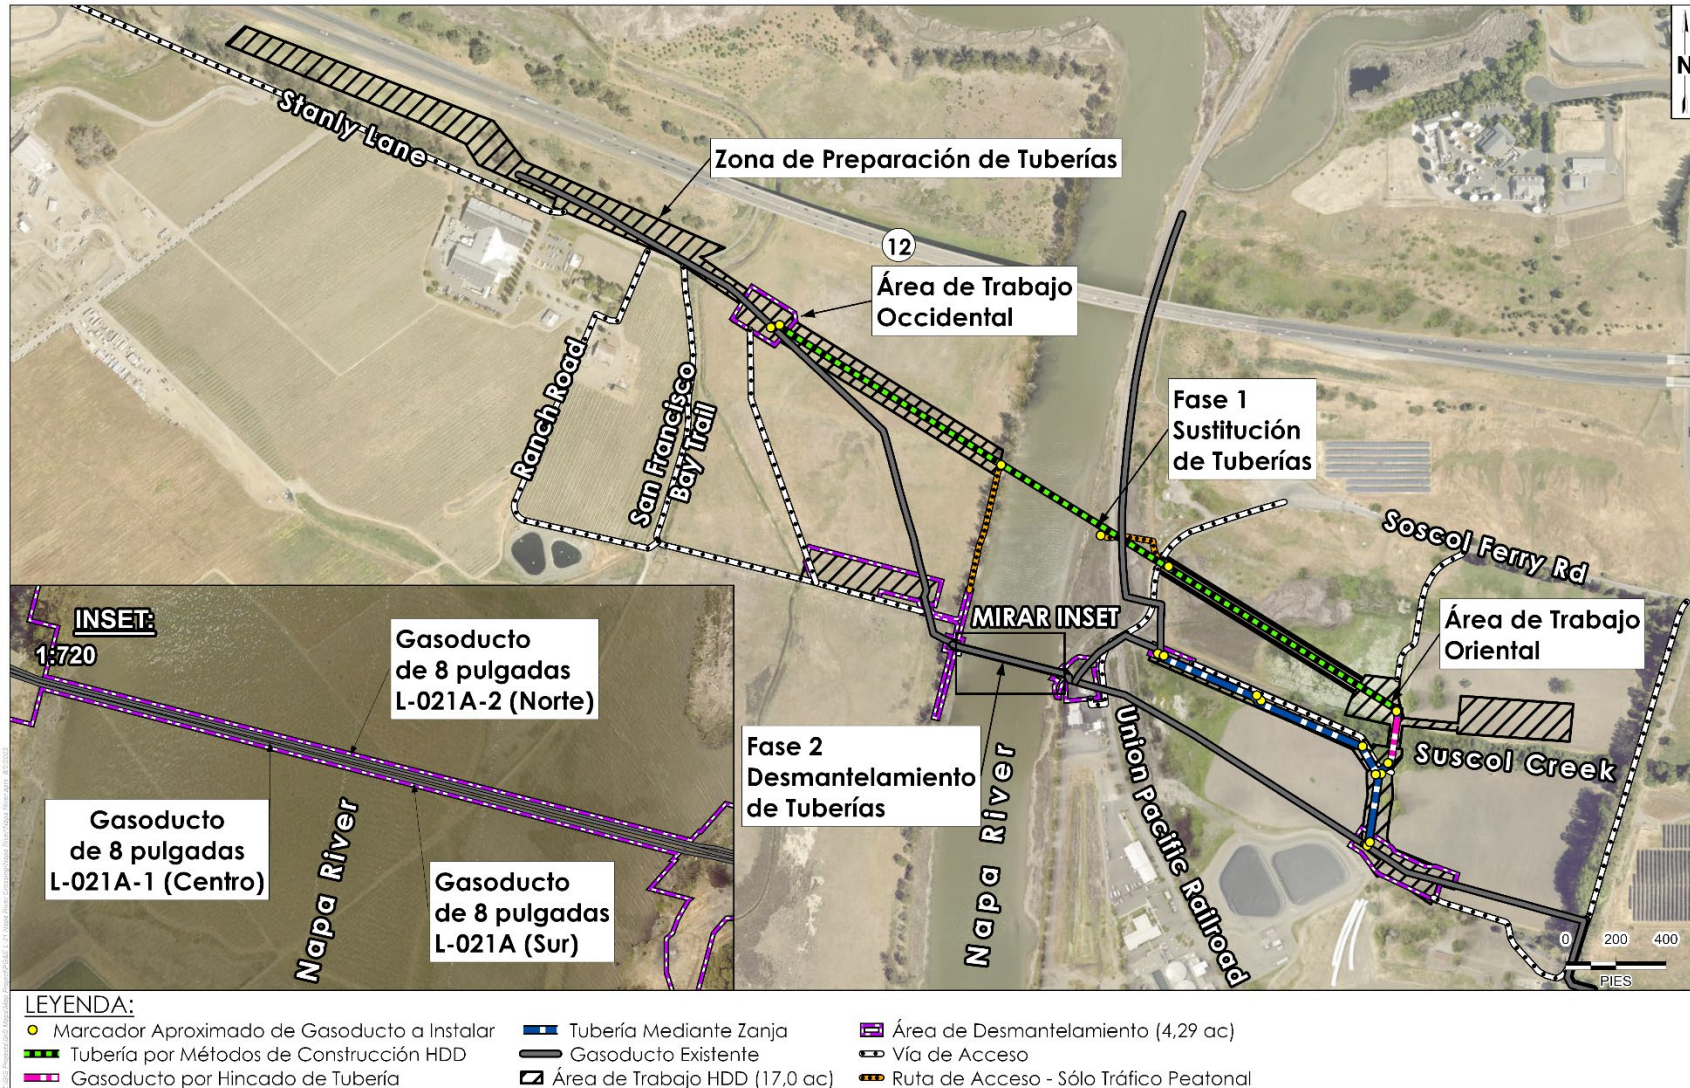 N
Stanly Lane
Zona de Preparación de Tuberías
12
Área de Trabajo
Occidental
Fase 1
Sustitución
de Tuberías
Ranch Road
San Francisco
Bay Trail
Soscol Ferry Rd
MIRAR INSET
Área de Trabajo
Oriental
Suscol Creek
Fase 2
Desmantelamiento
de Tuberías
Napa River
Union Pacific Railroad
0 200 400
PIES
INSET:
1:720
Gasoducto
de 8 pulgadas
L-021A-2 (Norte)
Gasoducto
de 8 pulgadas
L-021A-1 (Centro)
Gasoducto
de 8 pulgadas
L-021A (Sur)
Napa River
LEYENDA:
Marcador Aproximado de Gasoducto a Instalar
Tubería por Métodos de Construcción HDD
Gasoducto por Hincado de Tubería
Tubería Mediante Zanja
Gasoducto Existente
Área de Trabajo HDD (17,0 ac)
Área de Desmantelamiento (4,29 ac)
Vía de Acceso
Ruta de Acceso - Sólo Tráfico Peatonal